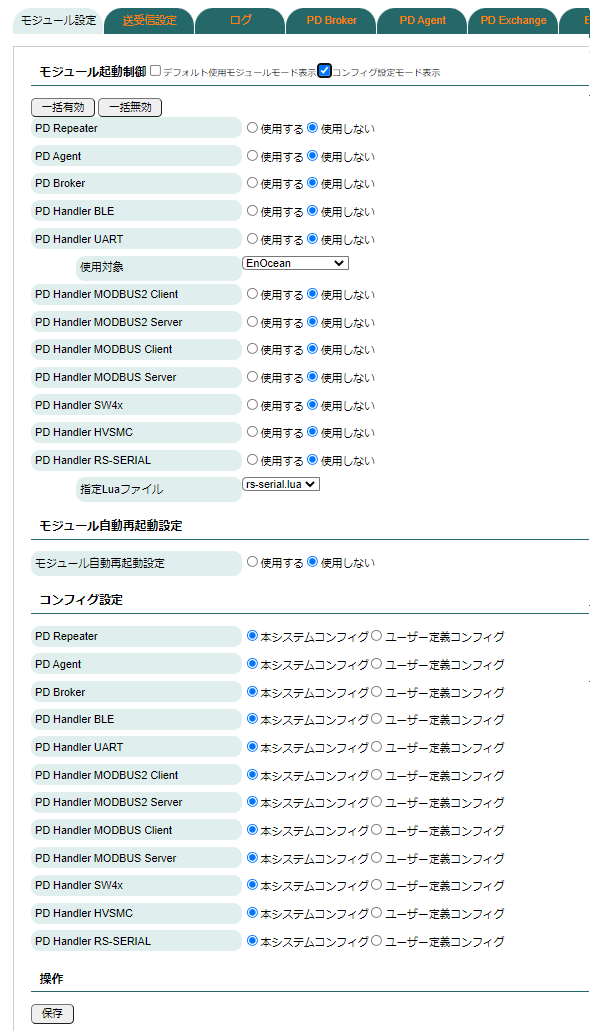 モジュール設定 送受信設定 ログ PD Broker PD Agent PD Exchange
モジュール起動制御 デフォルト使用モジュールモード表示 コンフィグ設定モード表示
一括有効 一括無効
PD Repeater 使用する 使用しない
PD Agent 使用する 使用しない
PD Broker 使用する 使用しない
PD Handler BLE 使用する 使用しない
PD Handler UART 使用する 使用しない
使用対象 EnOcean
PD Handler MODBUS2 Client 使用する 使用しない
PD Handler MODBUS2 Server 使用する 使用しない
PD Handler MODBUS Client 使用する 使用しない
PD Handler MODBUS Server 使用する 使用しない
PD Handler SW4x 使用する 使用しない
PD Handler HVSMC 使用する 使用しない
PD Handler RS-SERIAL 使用する 使用しない
指定Luaファイル rs-serial.lua
モジュール自動再起動設定
モジュール自動再起動設定 使用する 使用しない
コンフィグ設定
PD Repeater 本システムコンフィグ ユーザー定義コンフィグ
PD Agent 本システムコンフィグ ユーザー定義コンフィグ
PD Broker 本システムコンフィグ ユーザー定義コンフィグ
PD Handler BLE 本システムコンフィグ ユーザー定義コンフィグ
PD Handler UART 本システムコンフィグ ユーザー定義コンフィグ
PD Handler MODBUS2 Client 本システムコンフィグ ユーザー定義コンフィグ
PD Handler MODBUS2 Server 本システムコンフィグ ユーザー定義コンフィグ
PD Handler MODBUS Client 本システムコンフィグ ユーザー定義コンフィグ
PD Handler MODBUS Server 本システムコンフィグ ユーザー定義コンフィグ
PD Handler SW4x 本システムコンフィグ ユーザー定義コンフィグ
PD Handler HVSMC 本システムコンフィグ ユーザー定義コンフィグ
PD Handler RS-SERIAL 本システムコンフィグ ユーザー定義コンフィグ
操作
保存